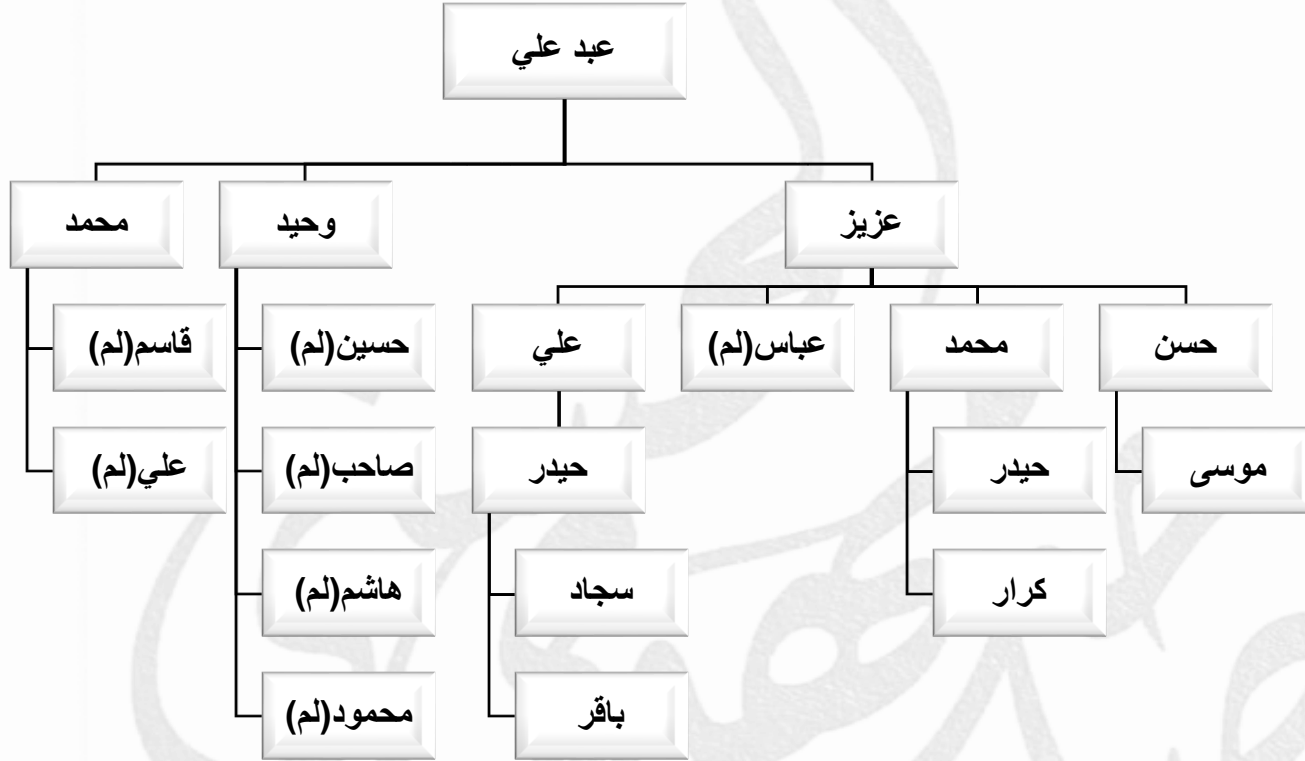 عبد علي
عزيز
وحيد
محمد
حسن
محمد
عباس(لم)
علي
حسين(لم)
قاسم(لم)
موسى
حيدر
حيدر
صاحب(لم)
علي(لم)
كرار
سجاد
هاشم(لم)
باقر
محمود(لم)